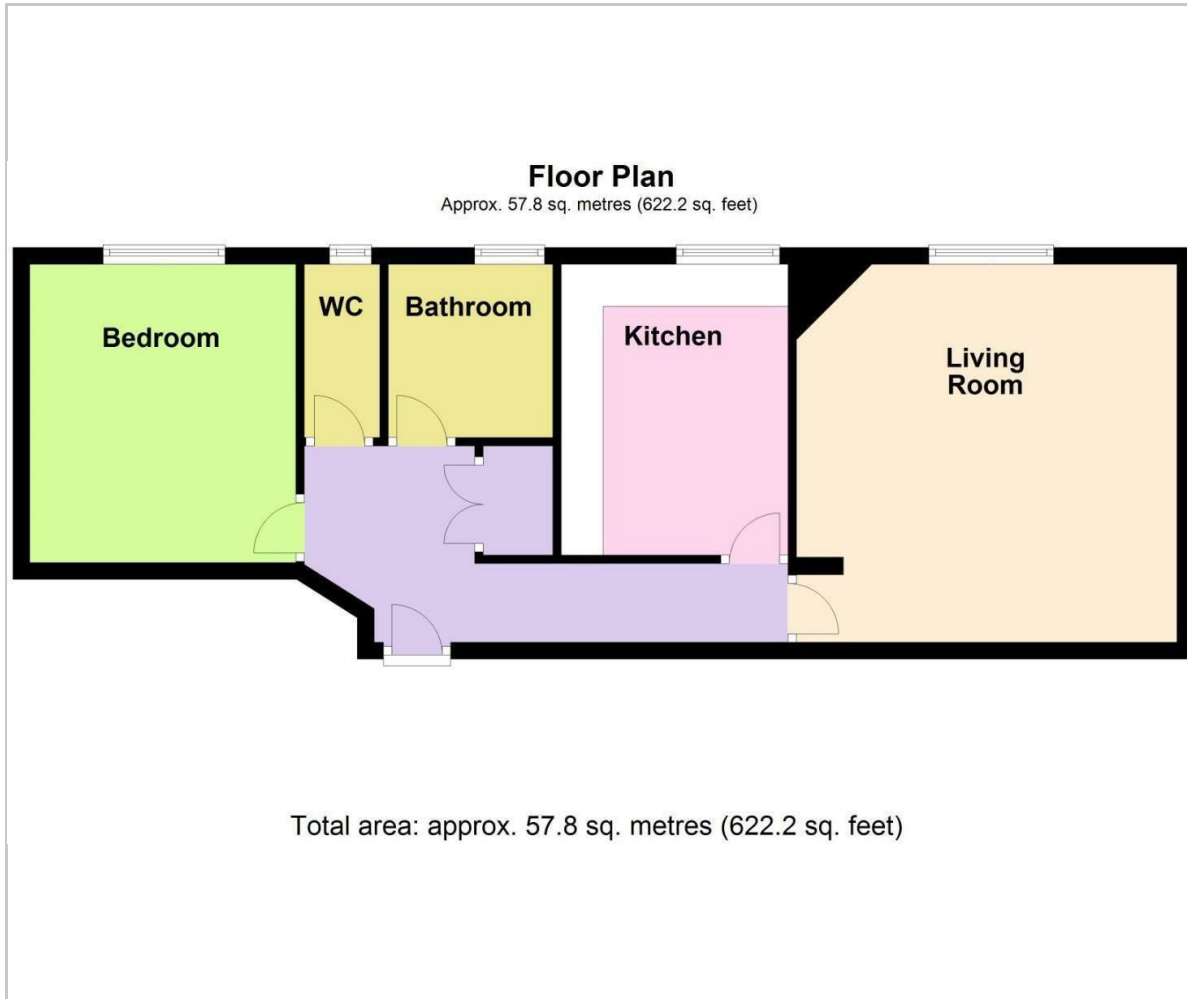 Floor Plan
Approx. 57.8 sq. metres (622.2 sq. feet)
WC
Bathroom
Bedroom
Kitchen
Living
Room
Total area: approx. 57.8 sq. metres (622.2 sq. feet)